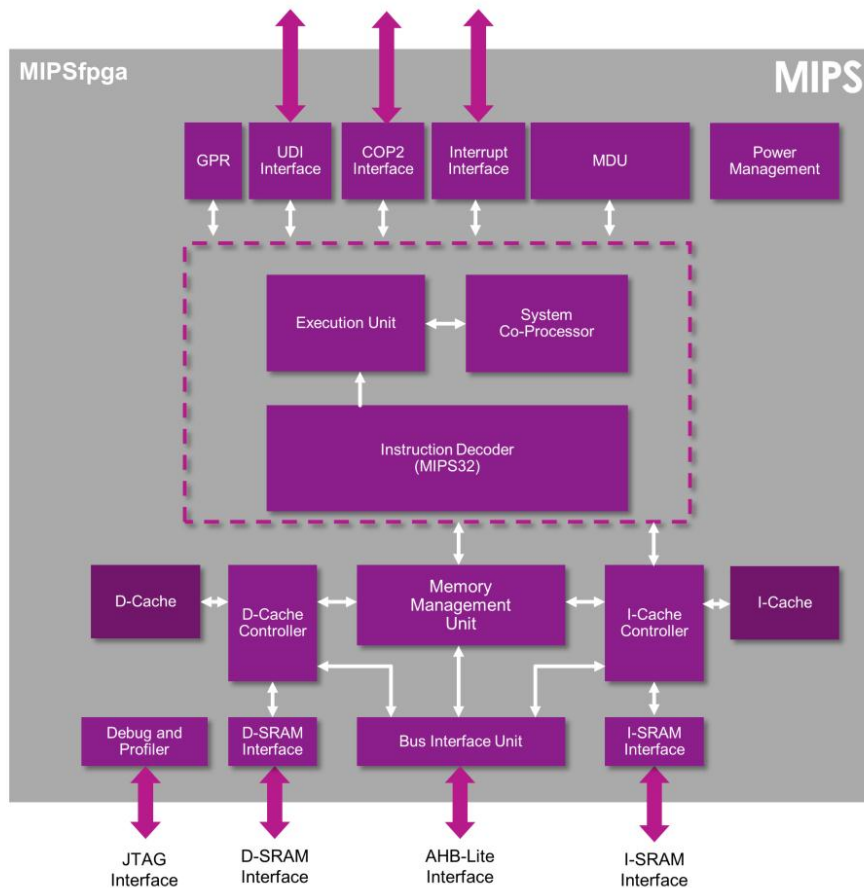 MIPSfpga
MIPS
GPR
UDI
Interface
COP2
Interface
Interrupt
Interface
MDU
Power
Management
Execution Unit
System
Co-Processor
Instruction Decoder
(MIPS32)
D-Cache
D-Cache
Controller
Memory
Management
Unit
I-Cache
Controller
I-Cache
Debug and
Profiler
D-SRAM
Interface
Bus Interface Unit
I-SRAM
Interface
JTAG
Interface
D-SRAM
Interface
AHB-Lite
Interface
I-SRAM
Interface